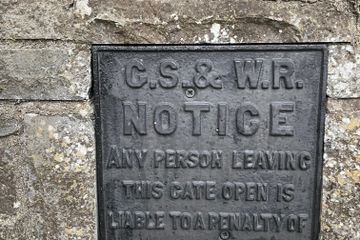 G.S. & W.R.
NOTICE
ANY PERSON LEAVING
THIS GATE OPEN IS
LIABLE TO A PENALTY OF